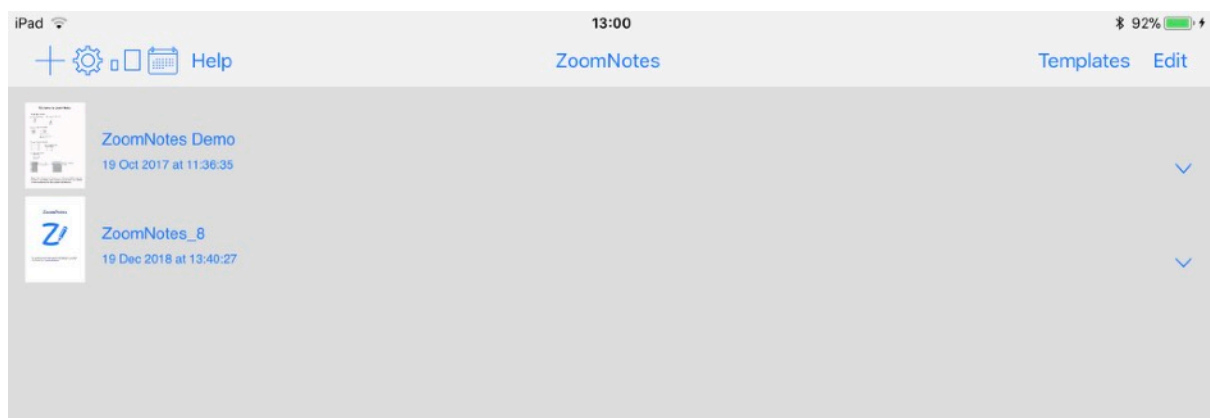 iPad 13:00 92%
Help ZoomNotes Templates Edit
ZoomNotes Demo
19 Oct 2017 at 11:36:35
ZoomNotes
ZoomNotes_8
19 Dec 2018 at 13:40:27